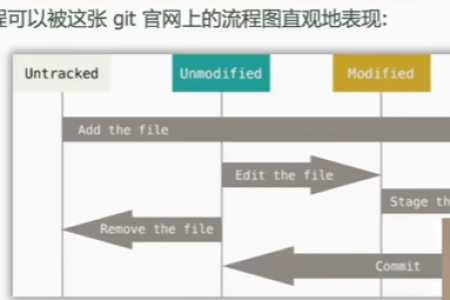 程可以被这张 git 官网上的流程图直观地表现:
Untracked
Unmodified
Modified
Add the file
Edit the file
Stage th
Remove the file
Commit